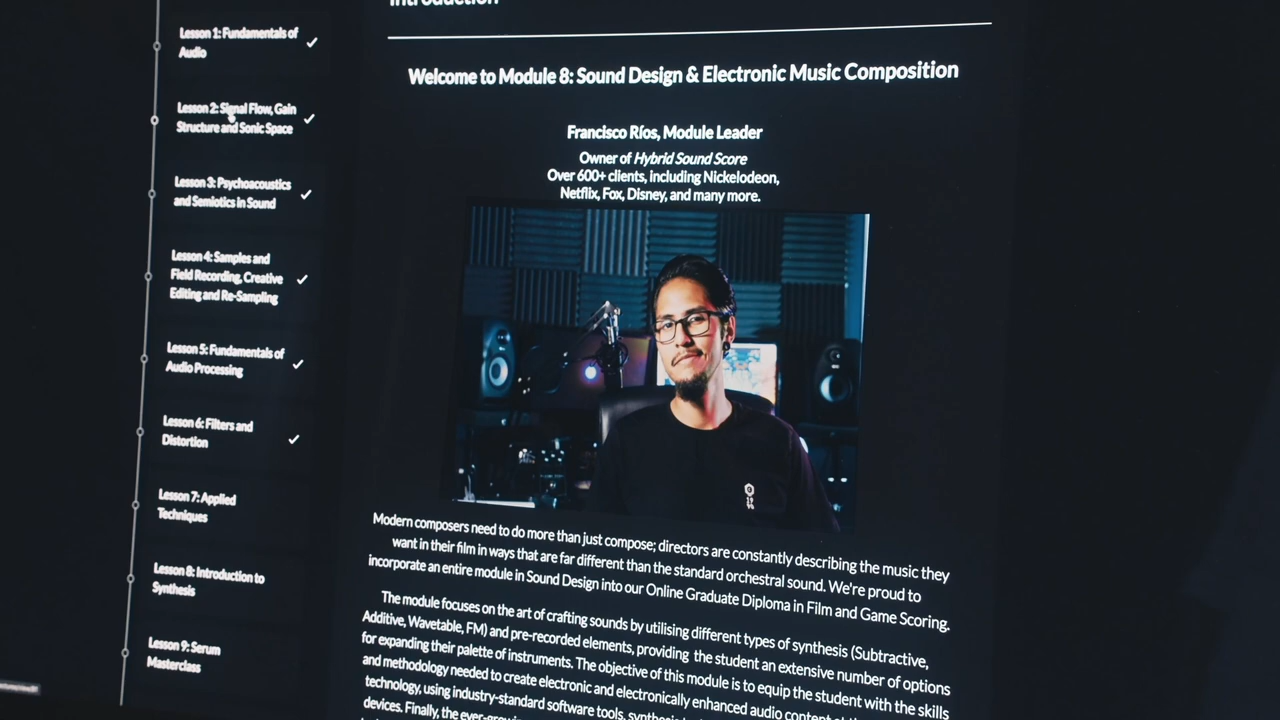 Introduction
Lesson 1: Fundamentals of
Audio
Lesson 2: Signal Flow, Gain
Structure and Sonic Space
Lesson 3: Psychoacoustics
and Semiotics in Sound
Lesson 4: Samples and
Field Recording, Creative
Editing and Re-Sampling
Lesson 5: Fundamentals of
Audio Processing
Lesson 6: Filters and
Distortion
Lesson 7: Applied
Techniques
Lesson 8: Introduction to
Synthesis
Lesson 9: Serum
Masterclass
Welcome to Module 8: Sound Design & Electronic Music Composition
Francisco Ríos, Module Leader
Owner of Hybrid Sound Score
Over 600+ clients, including Nickelodeon,
Netflix, Fox, Disney, and many more.
Modern composers need to do more than just compose; directors are constantly describing the music they
want in their film in ways that are far different than the standard orchestral sound. We're proud to
incorporate an entire module in Sound Design into our Online Graduate Diploma in Film and Game Scoring.
The module focuses on the art of crafting sounds by utilising different types of synthesis (Subtractive,
Additive, Wavetable, FM) and pre-recorded elements, providing the student an extensive number of options
for expanding their palette of instruments. The objective of this module is to equip the student with the skills
and methodology needed to create electronic and electronically enhanced audio content
technology, using industry-standard software tools,
devices. Finally, the